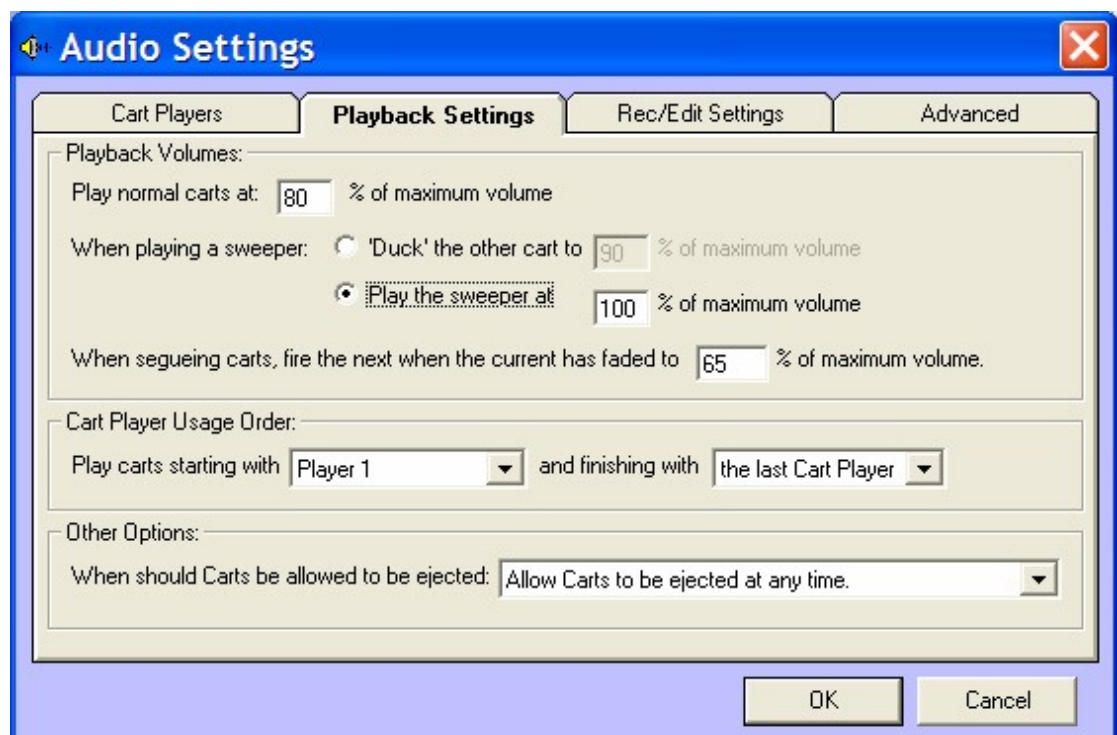 Audio Settings
Cart Players Playback Settings Rec/Edit Settings Advanced
Playback Volumes:
Play normal carts at: 80 % of maximum volume
When playing a sweeper: 'Duck' the other cart to 90 % of maximum volume
Play the sweeper at 100 % of maximum volume
When segueing carts, fire the next when the current has faded to 65 % of maximum volume.
Cart Player Usage Order:
Play carts starting with Player 1 and finishing with the last Cart Player
Other Options:
When should Carts be allowed to be ejected: Allow Carts to be ejected at any time.
OK Cancel